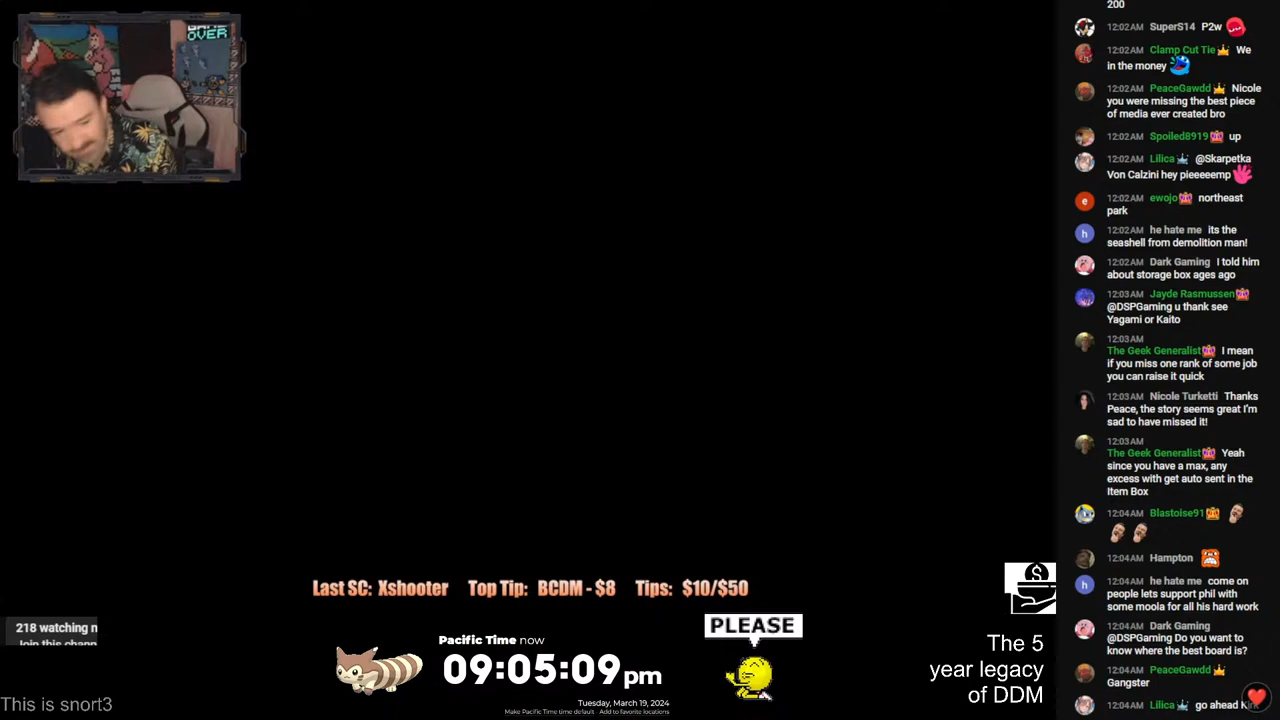 GAME
OVER
Last SC: Xshooter Top Tip: BCDM - $8 Tips: $10/$50
218 watching n
Pacific Time now
09:05:09pm
Tuesday, March 19, 2024
Make Pacific Time time default - Add to favorite locations
PLEASE
The 5
year legacy
of DDM
This is snort3
200
12:02AM SuperS14 P2w
12:02AM Clamp Cut Tie We
in the money
12:02AM PeaceGawdd Nicole
you were missing the best piece
of media ever created bro
12:02AM Spoiled8919 up
12:02AM Lilica @Skarpetka
Von Calzini hey pieeeeemp
12:02AM ewojo northeast
park
12:02AM he hate me its the
seashell from demolition man!
12:02AM Dark Gaming I told him
about storage box ages ago
12:03AM Jayde Rasmussen
@DSPGaming u thank see
Yagami or Kaito
12:03AM
The Geek Generalist I mean
if you miss one rank of some job
you can raise it quick
12:03AM Nicole Turketti Thanks
Peace, the story seems great I'm
sad to have missed it!
12:03AM
The Geek Generalist Yeah
since you have a max, any
excess with get auto sent in the
Item Box
12:04AM Blastoise91
12:04AM Hampton
12:04AM he hate me come on
people lets support phil with
some moola for all his hard work
12:04AM Dark Gaming
@DSPGaming Do you want to
know where the best board is?
12:04AM PeaceGawdd
Gangster
12:04AM Lilica go ahead Kirk